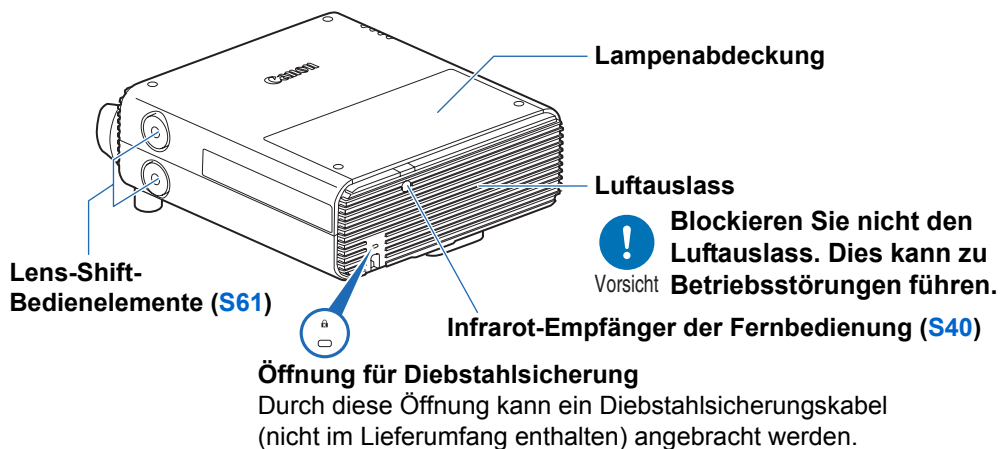 Canon
Lampenabdeckung
Luftauslass
Blockieren Sie nicht den
Luftauslass. Dies kann zu
Vorsicht Betriebsstörungen führen.
Lens-Shift-
Bedienelemente (S61)
Infrarot-Empfänger der Fernbedienung (S40)
Öffnung für Diebstahlsicherung
Durch diese Öffnung kann ein Diebstahlsicherungskabel
(nicht im Lieferumfang enthalten) angebracht werden.